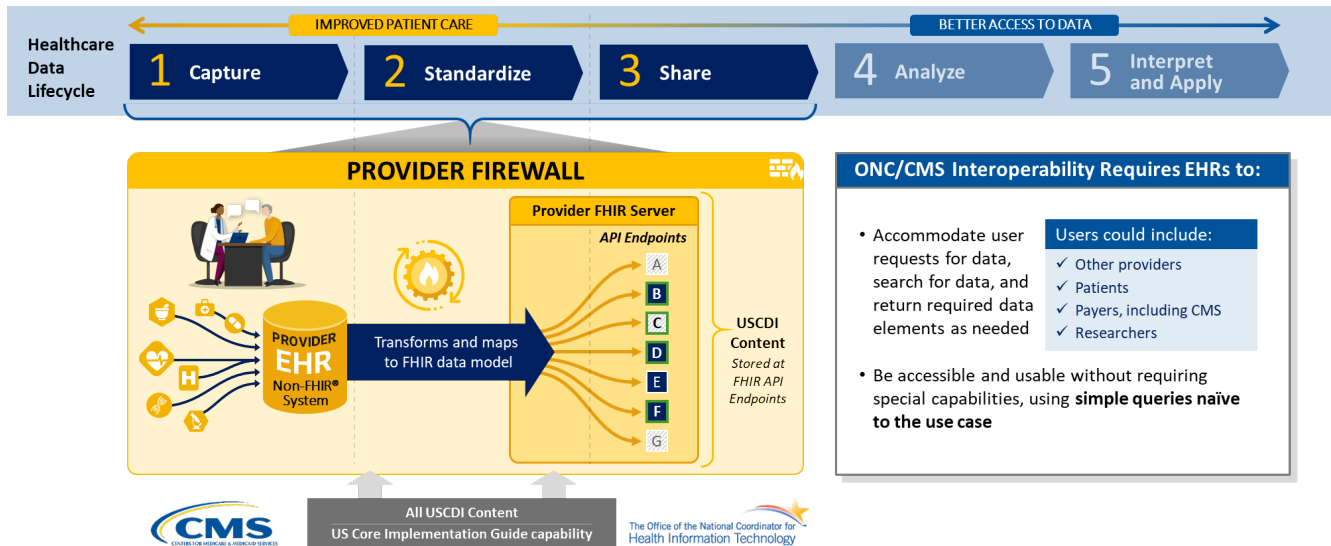 IMPROVED PATIENT CARE
BETTER ACCESS TO DATA
Healthcare
Data
Lifecycle
1 Capture
2 Standardize
3 Share
4 Analyze
5 Interpret
and Apply
PROVIDER FIREWALL
Provider FHIR Server
API Endpoints
A
B
C
D
E
F
G
H
PROVIDER
EHR
Non-FHIR®
System
Transforms and maps
to FHIR data model
USCDI
Content
Stored at
FHIR API
Endpoints
ONC/CMS Interoperability Requires EHRs to:
• Accommodate user
requests for data,
search for data, and
return required data
elements as needed
Users could include:
✓ Other providers
✓ Patients
✓ Payers, including CMS
✓ Researchers
• Be accessible and usable without requiring
special capabilities, using simple queries naïve
to the use case
CMS
CENTERS FOR MEDICARE & MEDICAID SERVICES
All USCDI Content
US Core Implementation Guide capability
The Office of the National Coordinator for
Health Information Technology